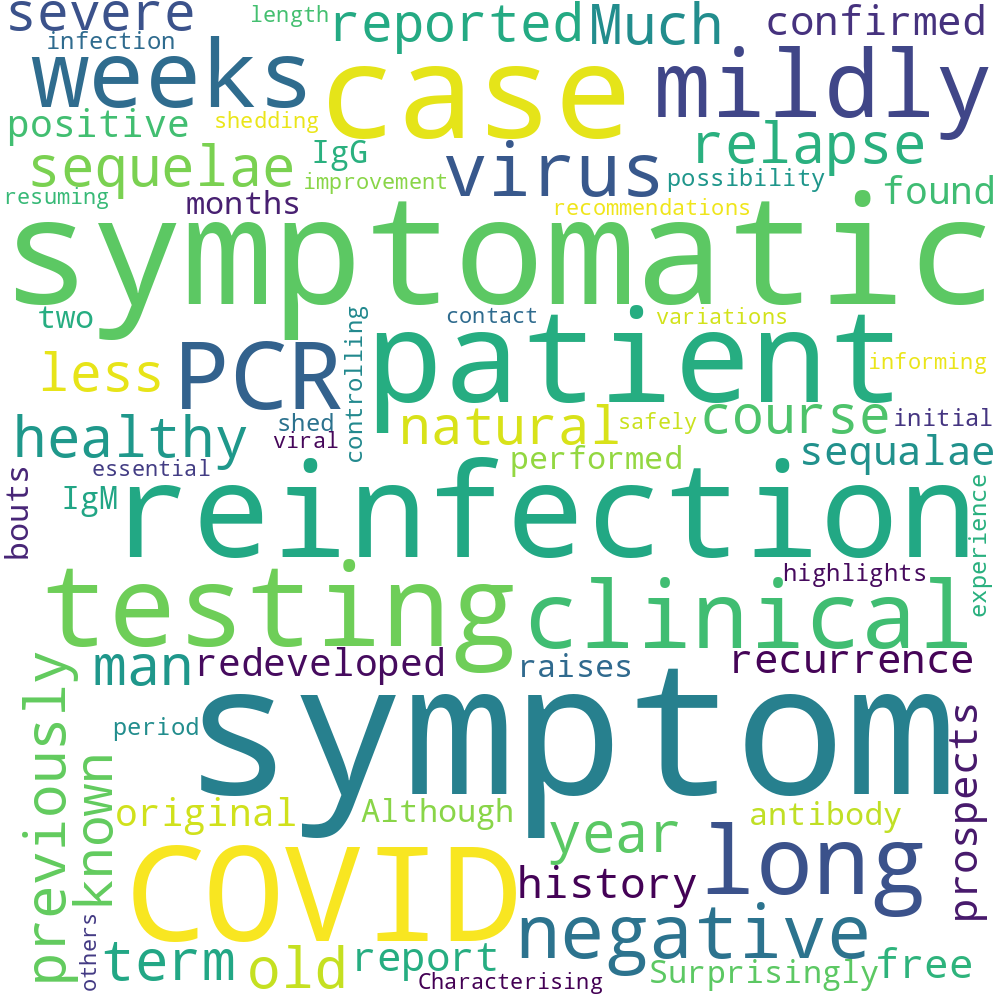 severe
length
reported
Much
confirmed
infection
weeks
case
mildly
positive
shedding
IgG
virus
relapse
sequelae
improvement
possibility
found
resuming
months
recommendations
symptomatic
two
controlling
contact
variations
less
PCR
patient
informing
healthy
shed
viral
natural
safely
course
initial
essential
performed
sequalae
bouts
IgM
reinfection
experience
testing
clinical
highlights
man
redeveloped
raises
recurrence
previously
period
symptom
prospects
known
original
Although
year
antibody
COVID
history
long
others
term
old
report
negative
Surprisingly
free
Characterising